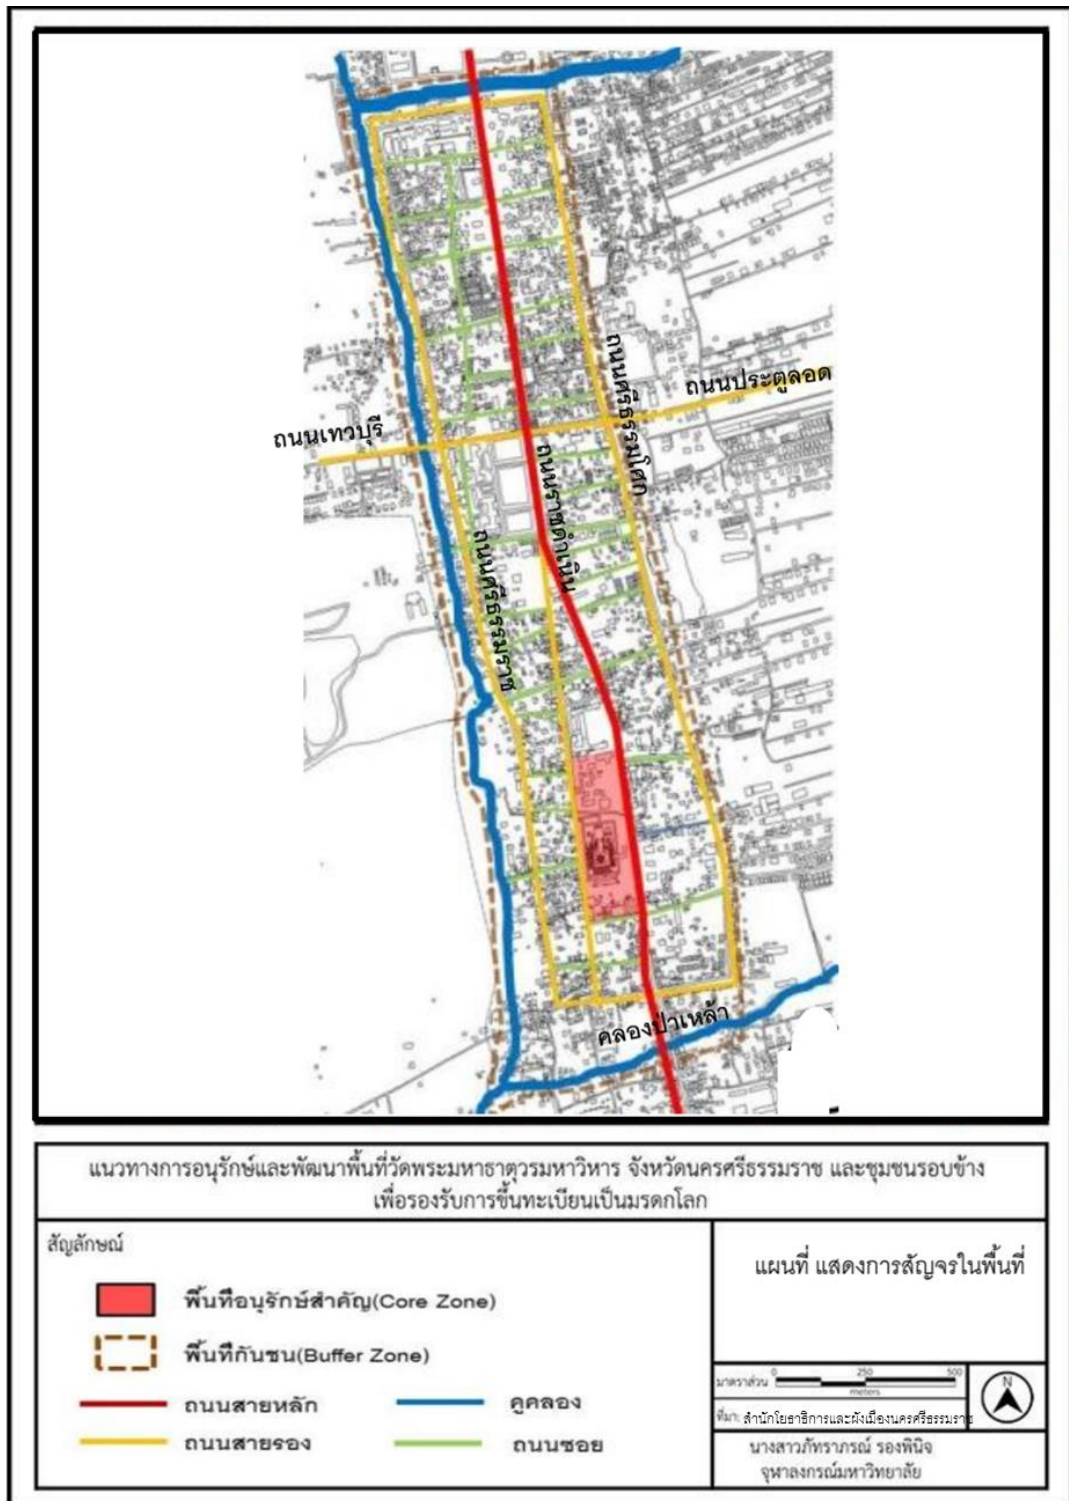 ถนนศรีธรรมโศก
ถนนประตูลอด
ถนนเทวบุรี
ถนนราชดำเนิน
ถนนศรีธรรมราช
คลองป่าเหล้า
แนวทางการอนุรักษ์และพัฒนาพื้นที่วัดพระมหาธาตุวรมหาวิหาร จังหวัดนครศรีธรรมราช และชุมชนรอบข้าง
เพื่อรองรับการขึ้นทะเบียนเป็นมรดกโลก
สัญลักษณ์
พื้นที่อนุรักษ์สำคัญ(Core Zone)
พื้นที่กันชน(Buffer Zone)
ถนนสายหลัก
คูคลอง
ถนนสายรอง
ถนนซอย
แผนที่ แสดงการสัญจรในพื้นที่
มาตราส่วน 0 250 500
meters
N
ที่มา: สำนักโยธาธิการและผังเมืองนครศรีธรรมราช
นางสาวภัทราภรณ์ รองพินิจ
จุฬาลงกรณ์มหาวิทยาลัย